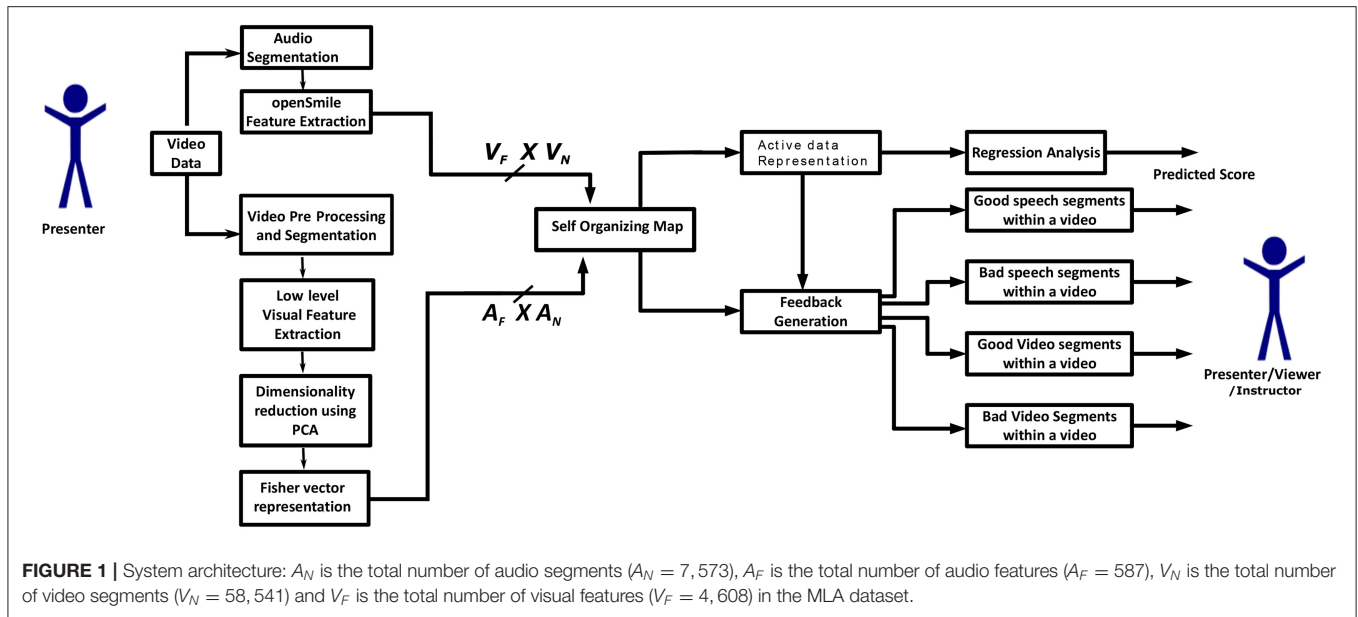 Audio
Segmentation
openSmile
Feature Extraction
Video
Data
Presenter
Video Pre Processing
and Segmentation
Low level
Visual Feature
Extraction
Dimensionality
reduction using
PCA
Fisher vector
representation
V_F X V_N
A_F X A_N
Self Organizing Map
Active data
Representation
Regression Analysis
Predicted Score
Feedback
Generation
Good speech segments
within a video
Bad speech segments
within a video
Good Video segments
within a video
Bad Video Segments
within a video
Presenter/Viewer
/Instructor
FIGURE 1 | System architecture: A_N is the total number of audio segments (A_N = 7, 573), A_F is the total number of audio features (A_F = 587), V_N is the total number
of video segments (V_N = 58, 541) and V_F is the total number of visual features (V_F = 4, 608) in the MLA dataset.